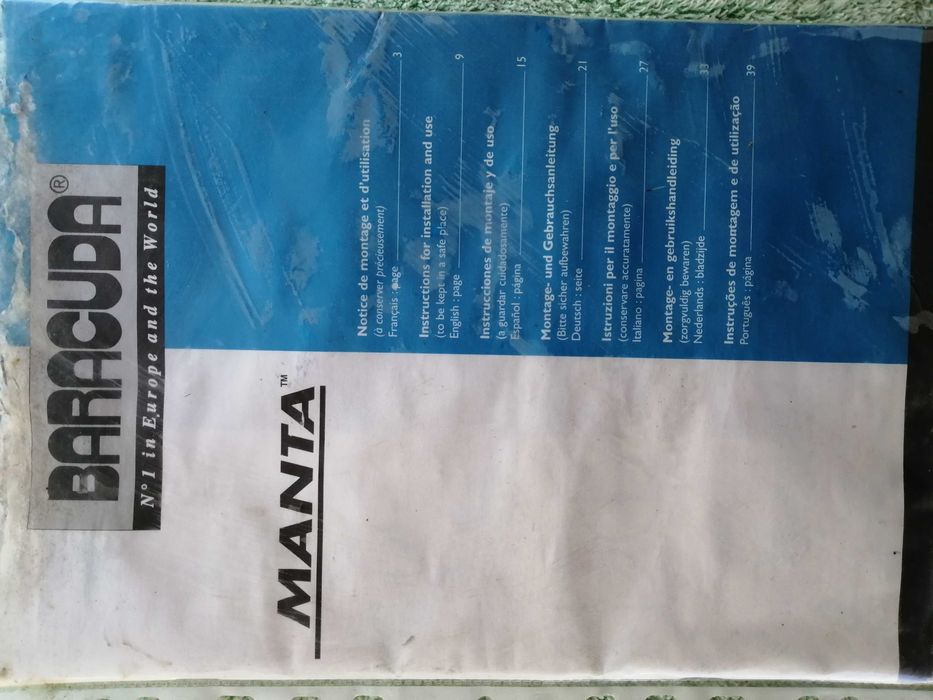 BARACUDA®
N°1 in Europe and the World
MANTA™
Notice de montage et d'utilisation
(à conserver précieusement)
Français : page 3
Instructions for installation and use
(to be kept in a safe place)
English : page 9
Instrucciones de montaje y de uso
(a guardar cuidadosamente)
Español : página 15
Montage- und Gebrauchsanleitung
(Bitte sicher aufbewahren)
Deutsch : seite 21
Istruzioni per il montaggio e per l'uso
(conservare accuratamente)
Italiano : pagina 27
Montage- en gebruikshandleiding
(zorgvuldig bewaren)
Nederlands : bladzijde 33
Instruções de montagem e de utilização
Português : página 39